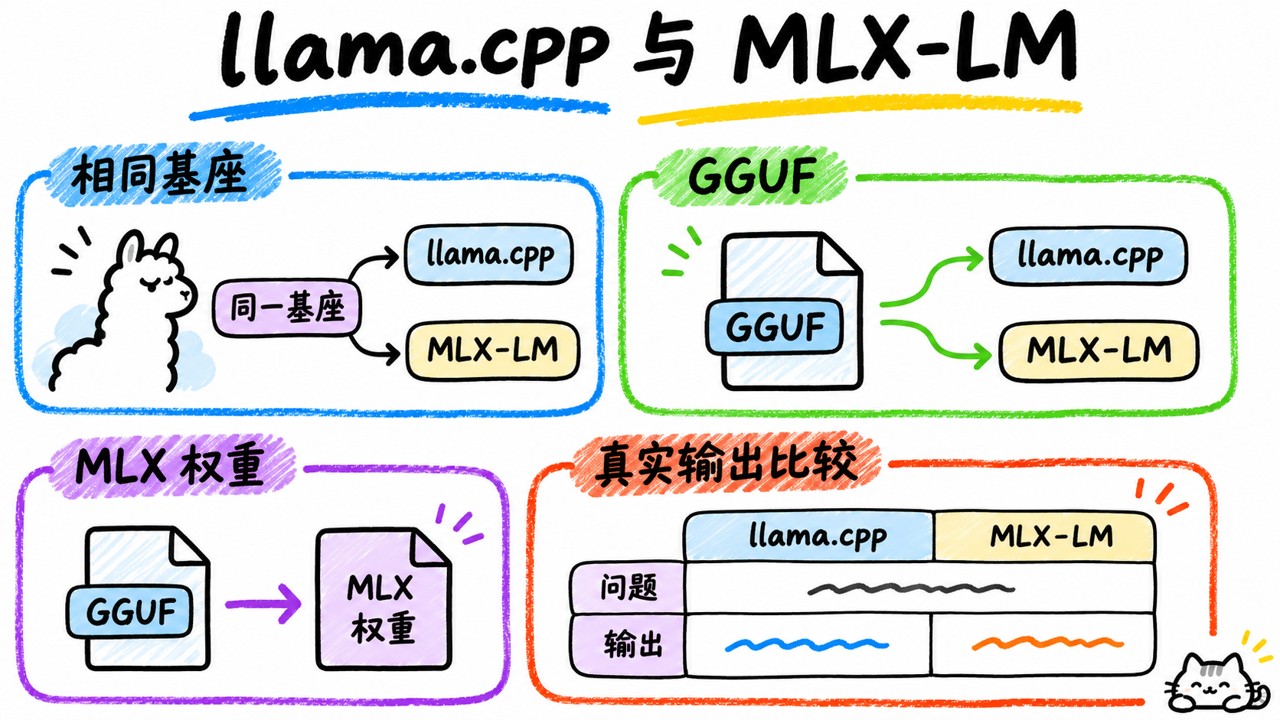 llama.cpp 与 MLX-LM
相同基座
同一基座
llama.cpp
MLX-LM
GGUF
GGUF
llama.cpp
MLX-LM
MLX 权重
GGUF
MLX
权重
真实输出比较
llama.cpp
MLX-LM
问题
输出